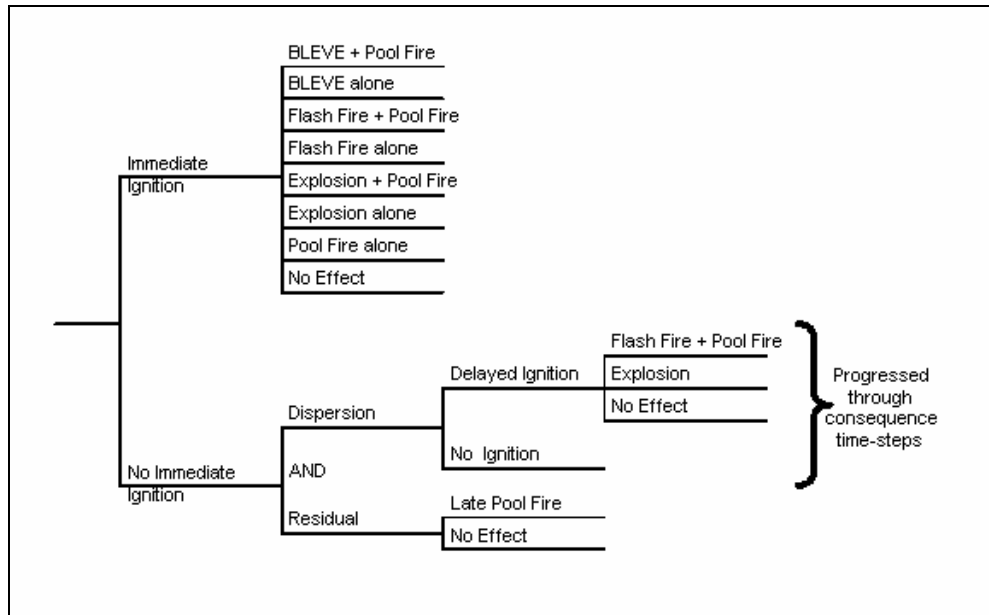 BLEVE + Pool Fire
BLEVE alone
Flash Fire + Pool Fire
Flash Fire alone
Immediate
Ignition
Explosion + Pool Fire
Explosion alone
Pool Fire alone
No Effect
Flash Fire + Pool Fire
Delayed Ignition
Explosion
No Effect
Progressed
through
consequence
time-steps
Dispersion
No Ignition
No Immediate
Ignition
AND
Residual
Late Pool Fire
No Effect